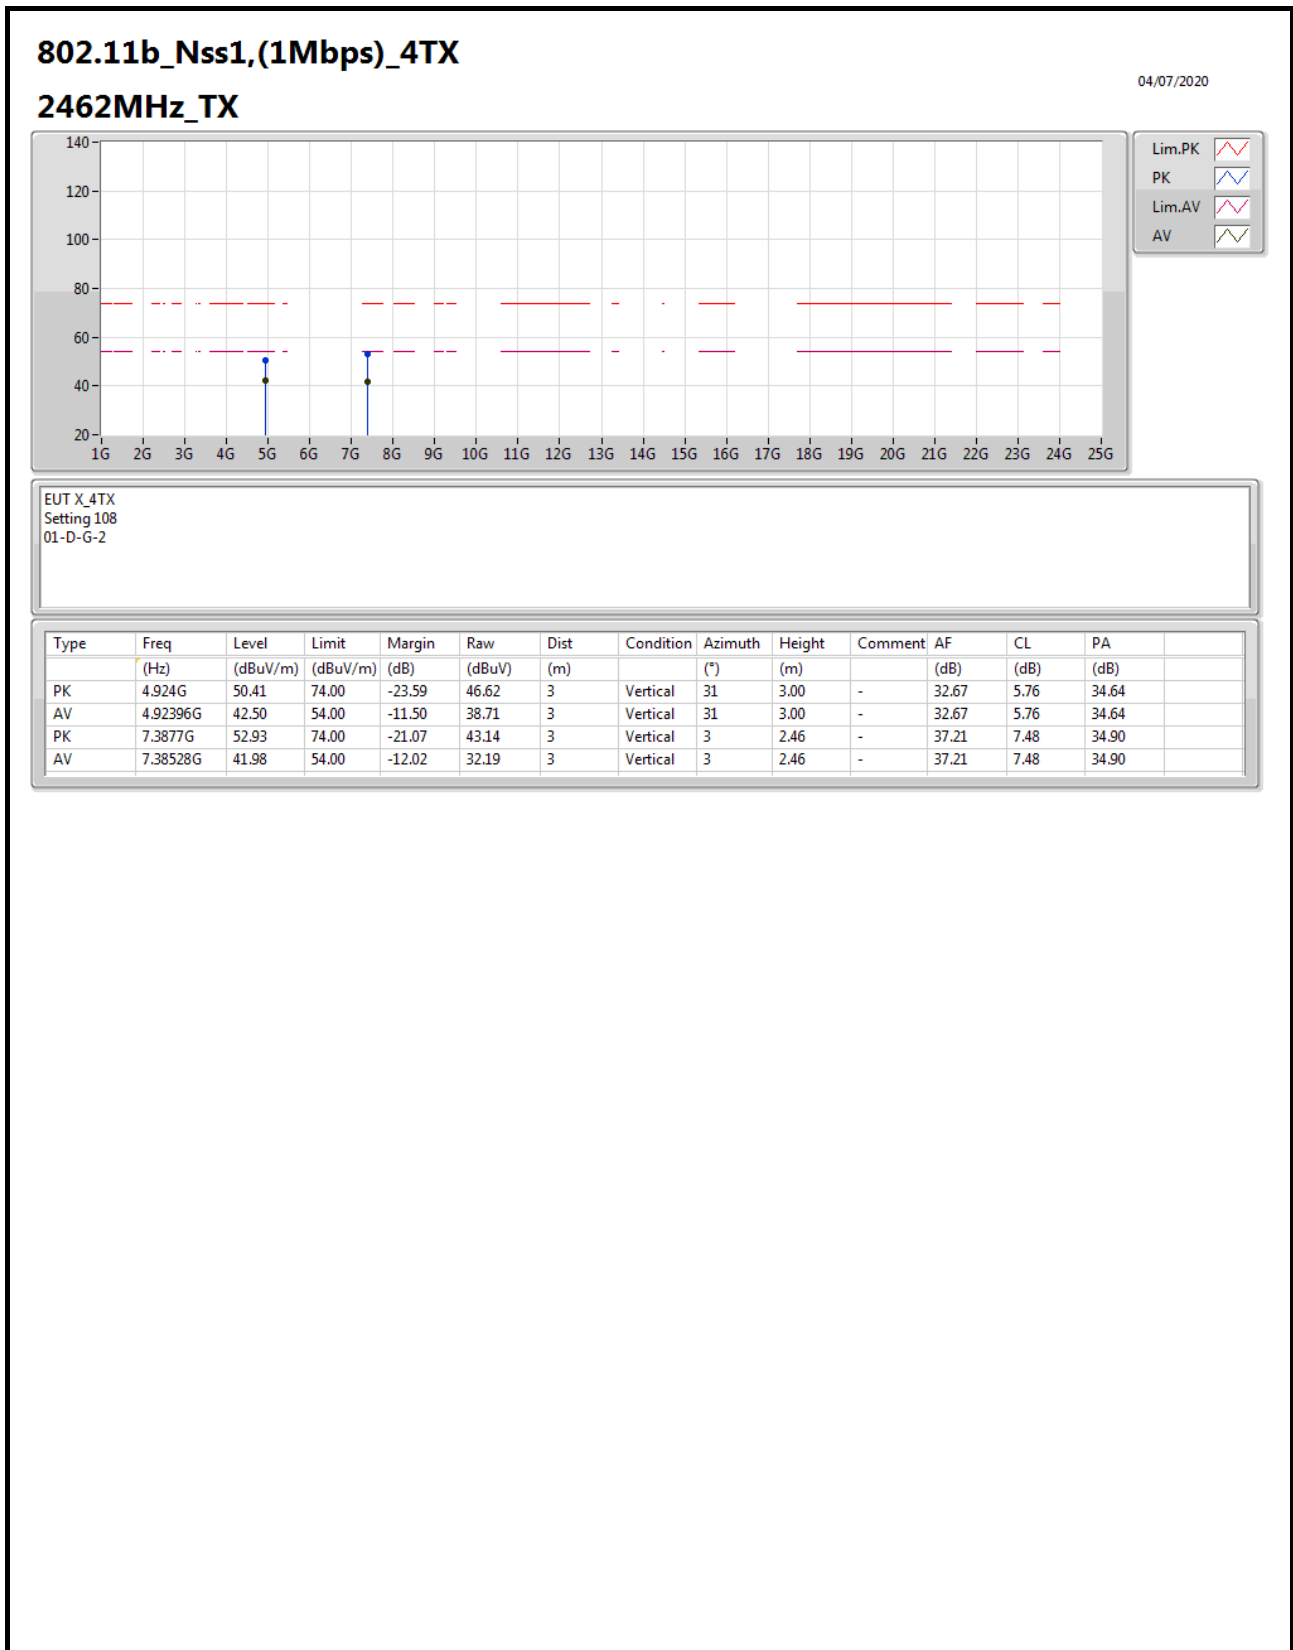 802.11b_Nss1,(1Mbps)_4TX
04/07/2020
2462MHz_TX
140
120
100
80
60
40
20
1G 2G 3G 4G 5G 6G 7G 8G 9G 10G 11G 12G 13G 14G 15G 16G 17G 18G 19G 20G 21G 22G 23G 24G 25G
Lim.PK
PK
Lim.AV
AV
EUT X_4TX
Setting 108
01-D-G-2
Type Freq Level Limit Margin Raw Dist Condition Azimuth Height Comment AF CL PA
(Hz) (dBuV/m) (dBuV/m) (dB) (dBuV) (m) (°) (m) (dB) (dB) (dB)
PK 4.924G 50.41 74.00 -23.59 46.62 3 Vertical 31 3.00 - 32.67 5.76 34.64
AV 4.92396G 42.50 54.00 -11.50 38.71 3 Vertical 31 3.00 - 32.67 5.76 34.64
PK 7.3877G 52.93 74.00 -21.07 43.14 3 Vertical 3 2.46 - 37.21 7.48 34.90
AV 7.38528G 41.98 54.00 -12.02 32.19 3 Vertical 3 2.46 - 37.21 7.48 34.90